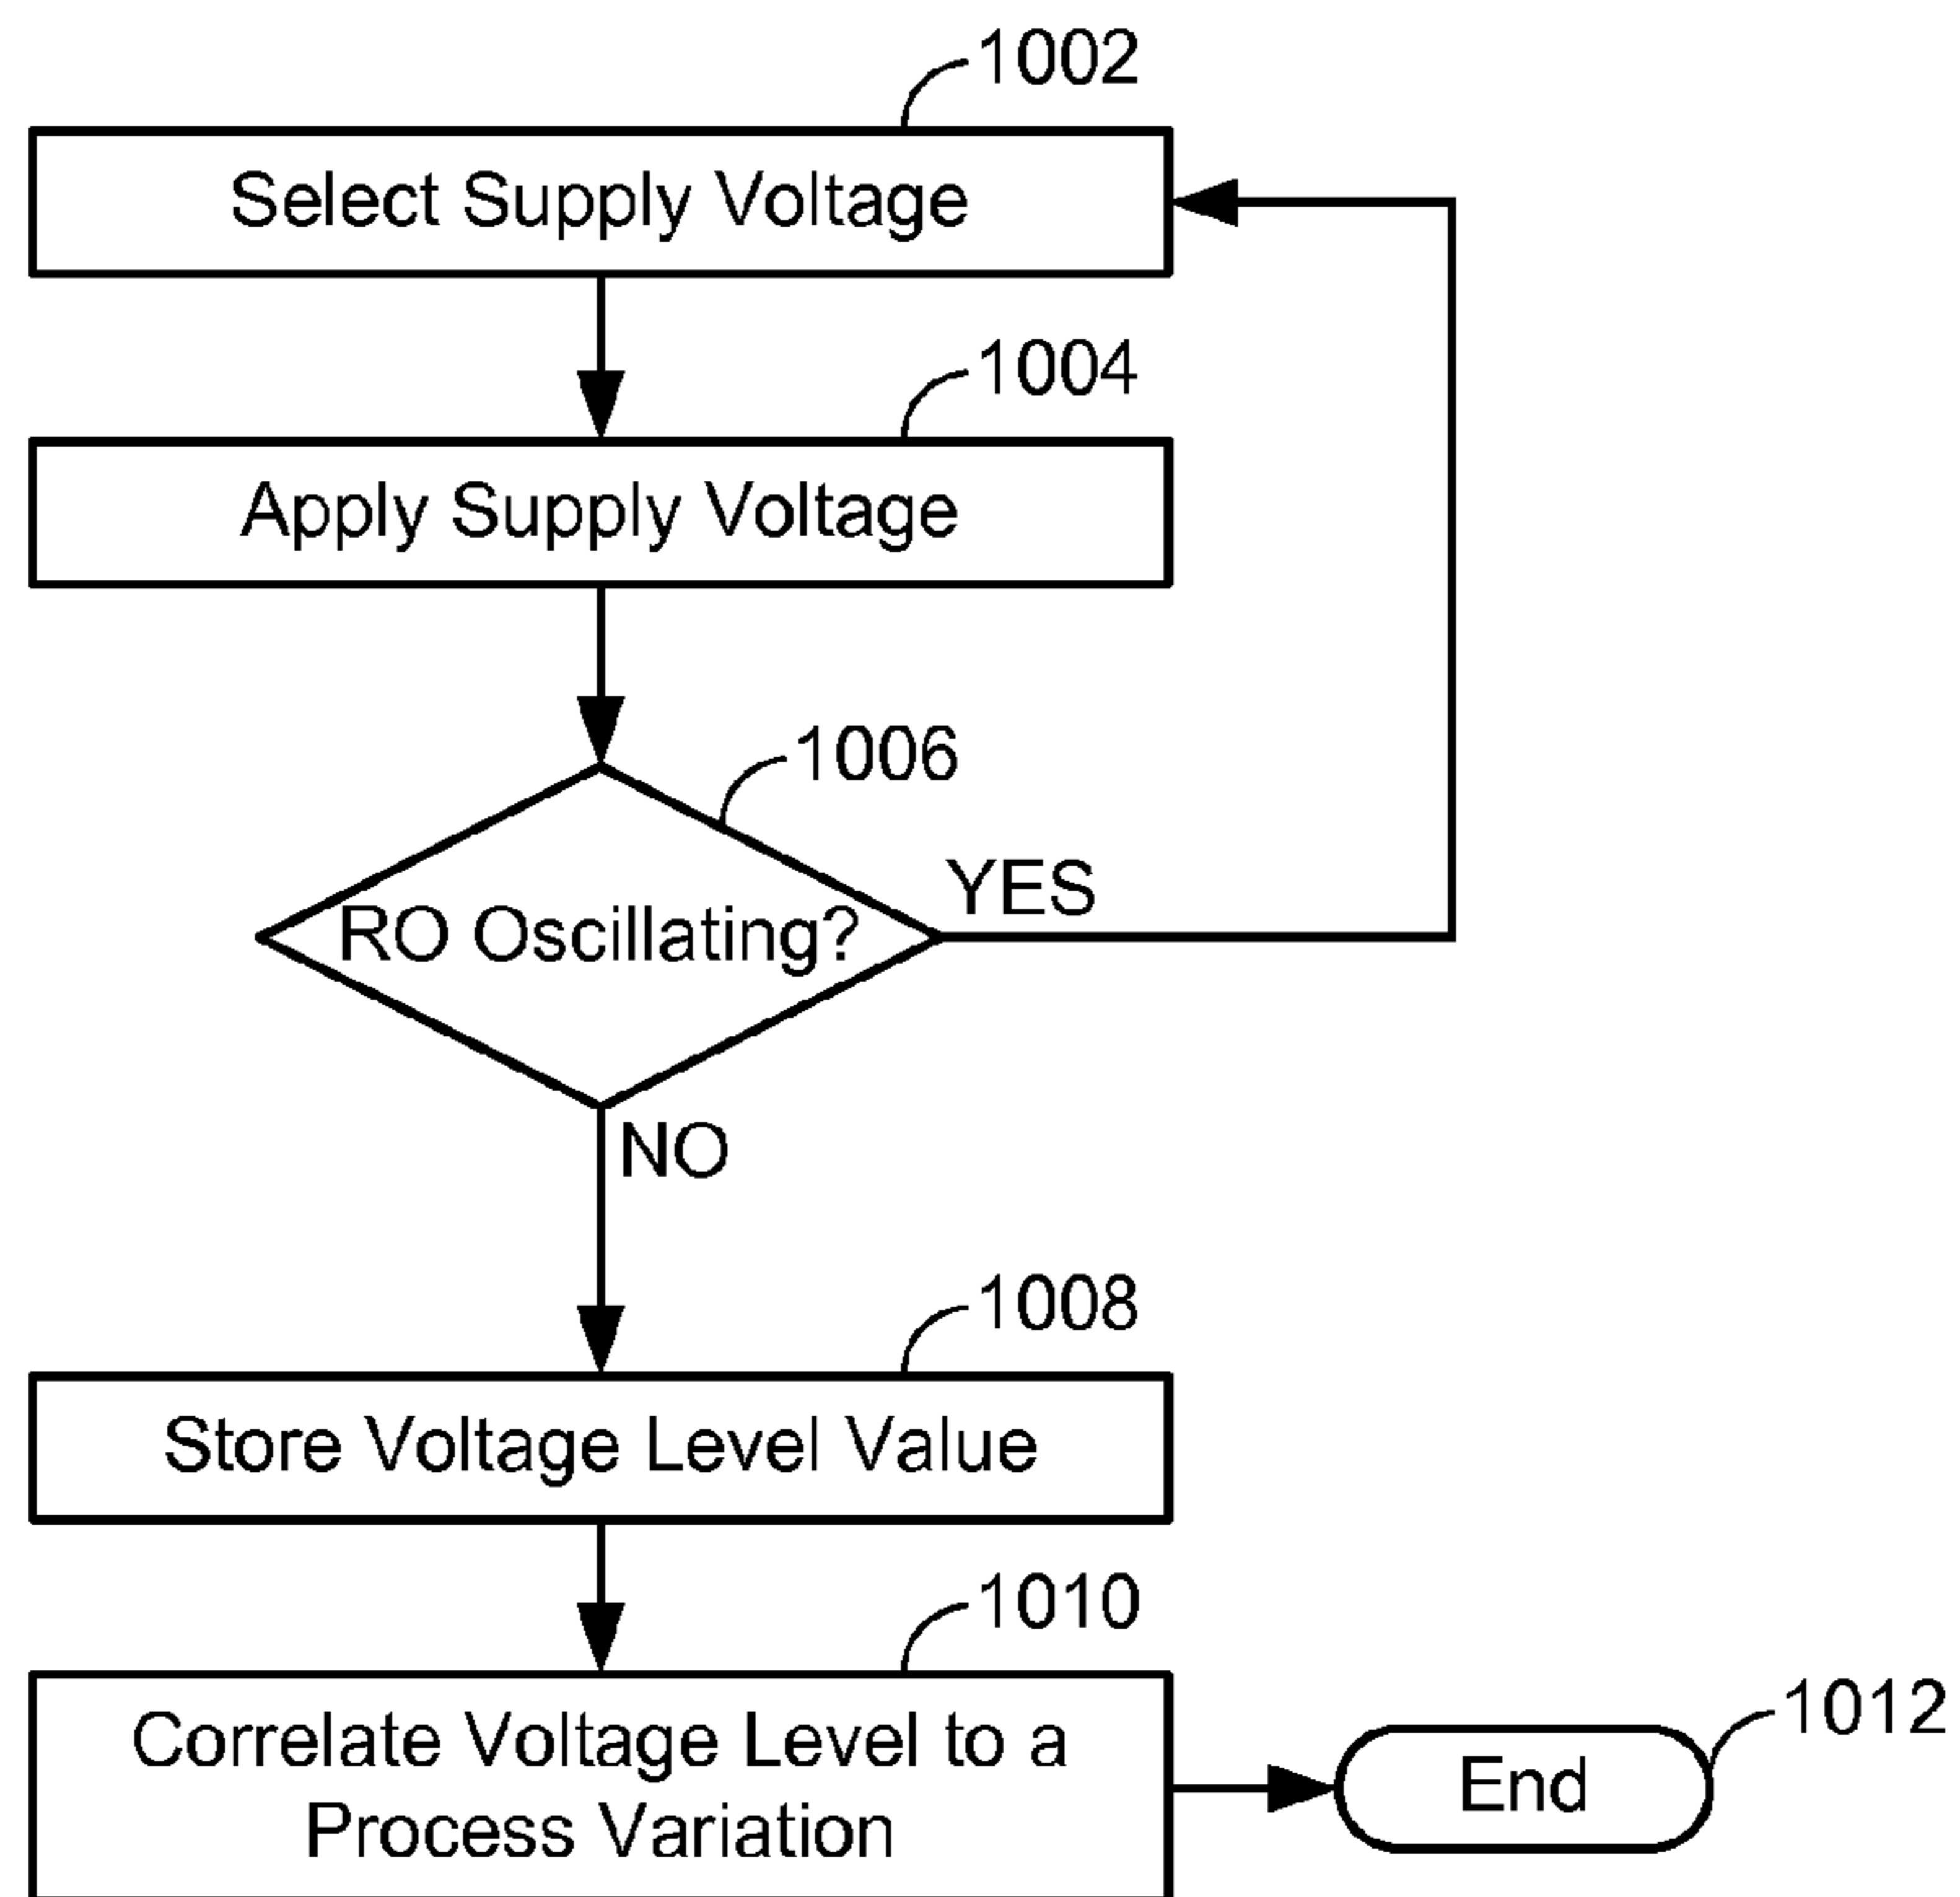 1002
Select Supply Voltage
1004
Apply Supply Voltage
1006
RO Oscillating?
YES
NO
1008
Store Voltage Level Value
1010
Correlate Voltage Level to a
Process Variation
1012
End